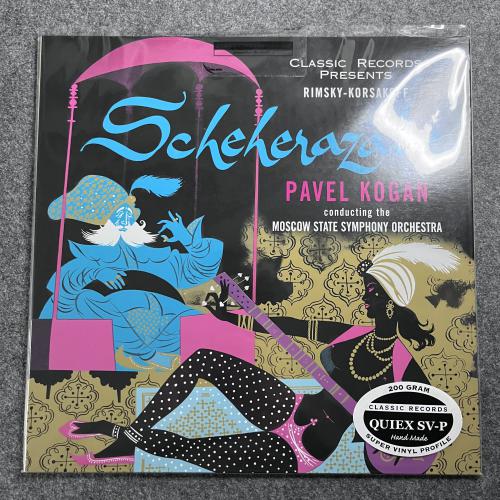 CLASSIC RECORDS
PRESENTS
RIMSKY-KORSAKOFF
Scheherazade
PAVEL KOGAN
conducting the
MOSCOW STATE SYMPHONY ORCHESTRA
200 GRAM
CLASSIC RECORDS
QUIEX SV-P
Hand Made
SUPER VINYL PROFILE